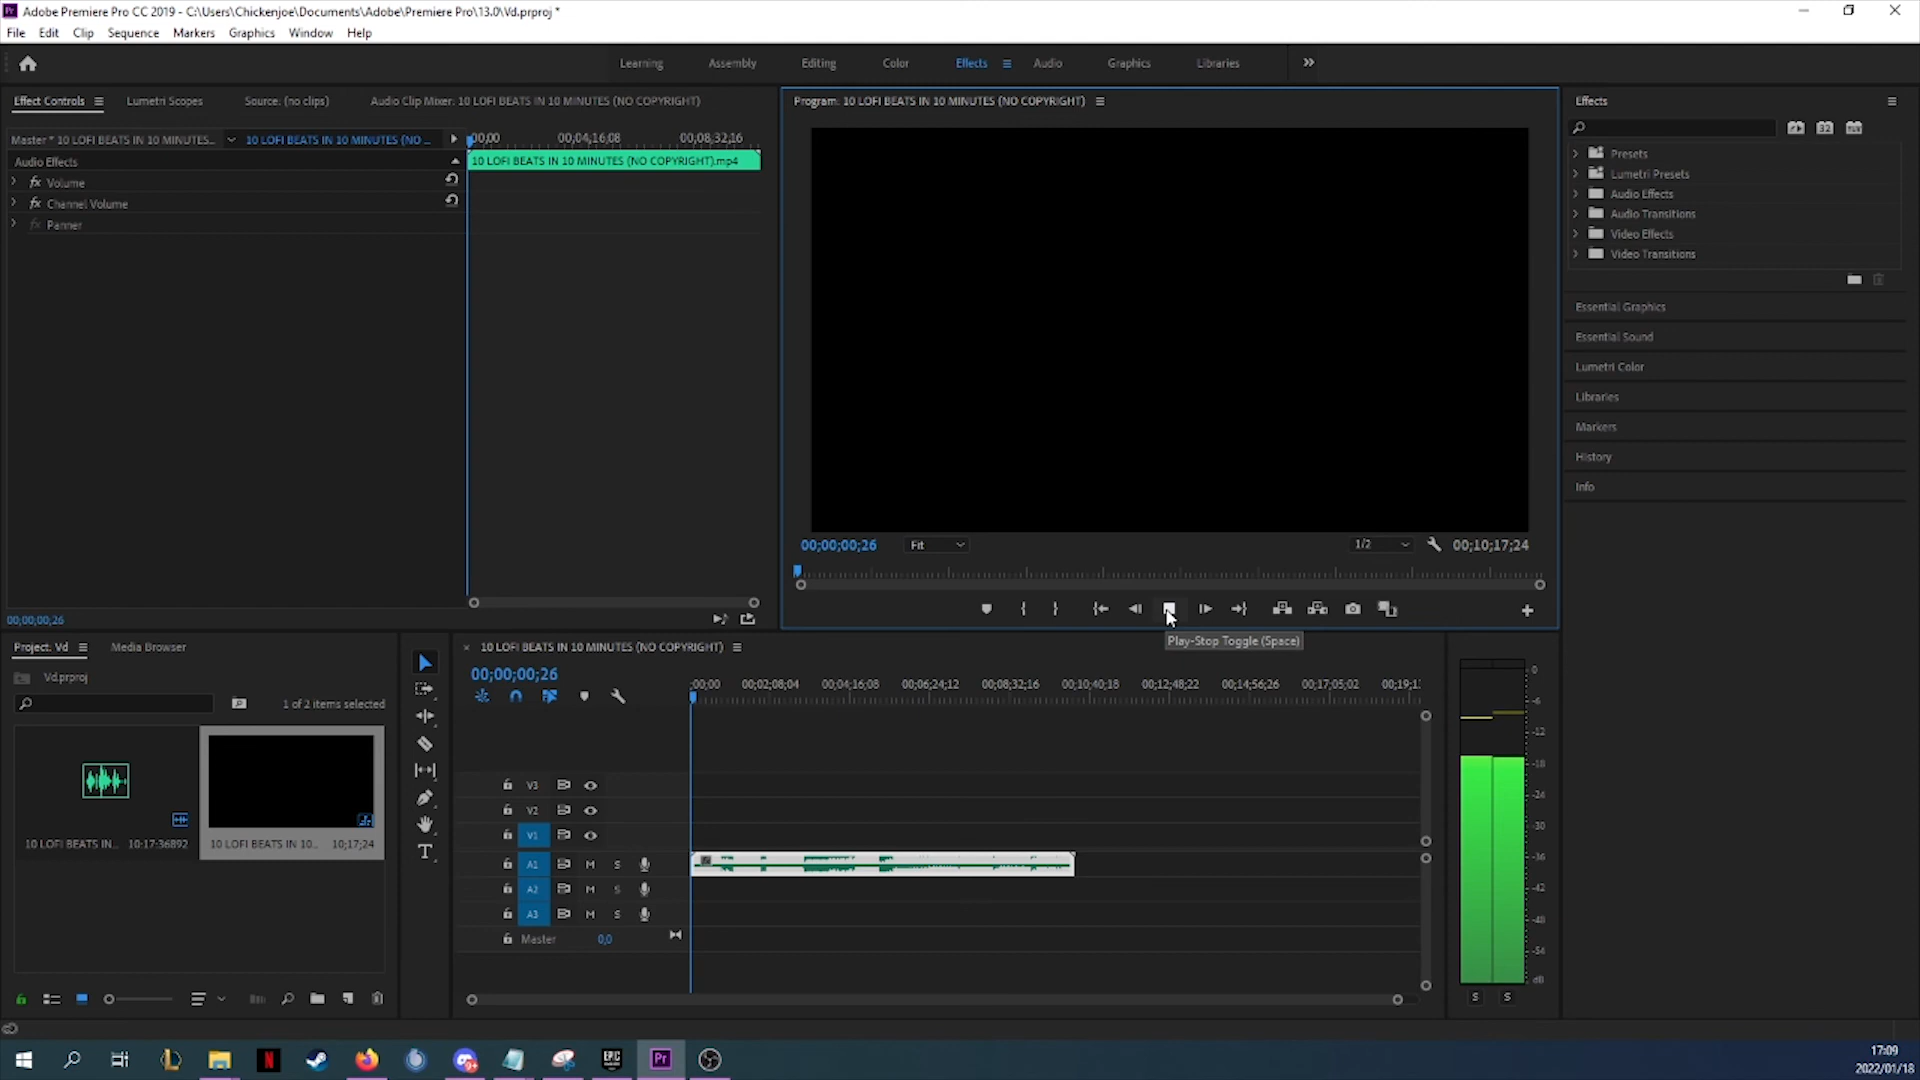 Adobe Premiere Pro CC 2019 - C:\Users\Chickenjoe\Documents\Adobe\Premiere Pro\13.0\Vd.prproj *
File Edit Clip Sequence Markers Graphics Window Help
Learning Assembly Editing Color Effects Audio Graphics Libraries
Effect Controls Lumetri Scopes Source: (no clips) Audio Clip Mixer: 10 LOFI BEATS IN 10 MINUTES (NO COPYRIGHT)
Master * 10 LOFI BEATS IN 10 MINUTES... 10 LOFI BEATS IN 10 MINUTES (NO ...
;00;00 00;04;16;08 00;08;32;16
10 LOFI BEATS IN 10 MINUTES (NO COPYRIGHT).mp4
Audio Effects
fx Volume
fx Channel Volume
fx Panner
00;00;00;26
Program: 10 LOFI BEATS IN 10 MINUTES (NO COPYRIGHT)
00;00;00;26 Fit 1/2 00;10;17;24
Play-Stop Toggle (Space)
Effects
32 YUV
Presets
Lumetri Presets
Audio Effects
Audio Transitions
Video Effects
Video Transitions
Essential Graphics
Essential Sound
Lumetri Color
Libraries
Markers
History
Info
Project: Vd Media Browser
Vd.prproj
1 of 2 items selected
10 LOFI BEATS IN... 10:17:36892
10 LOFI BEATS IN 10... 10;17;24
T
× 10 LOFI BEATS IN 10 MINUTES (NO COPYRIGHT)
00;00;00;26
;00;00 00;02;08;04 00;04;16;08 00;06;24;12 00;08;32;16 00;10;40;18 00;12;48;22 00;14;56;26 00;17;05;02 00;19;1
V3
V2
V1
A1 M S
A2 M S
A3 M S
Master 0,0
0
-6
-12
-18
-24
-30
-36
-42
-48
-54
dB
S S
N
EPIC GAMES
Pr
17:09
2022/01/18